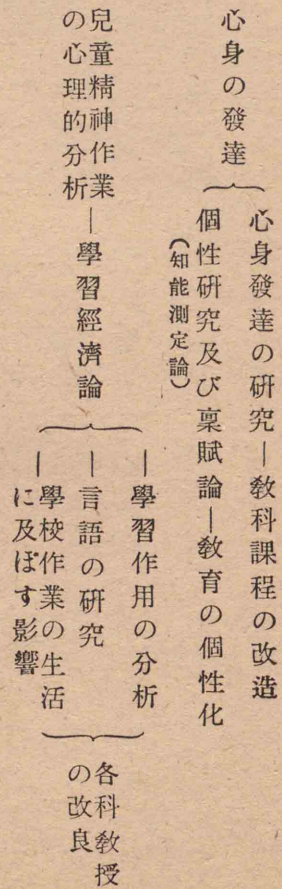 心身の發達
心身發達の研究―教科課程の改造
個性研究及び稟賦論―教育の個性化
(知能測定論)
兒童精神作業
の心理的分析―學習經濟論
―學習作用の分析
―言語の研究
―學校作業の生活
に及ぼす影響
各科教授
の改良